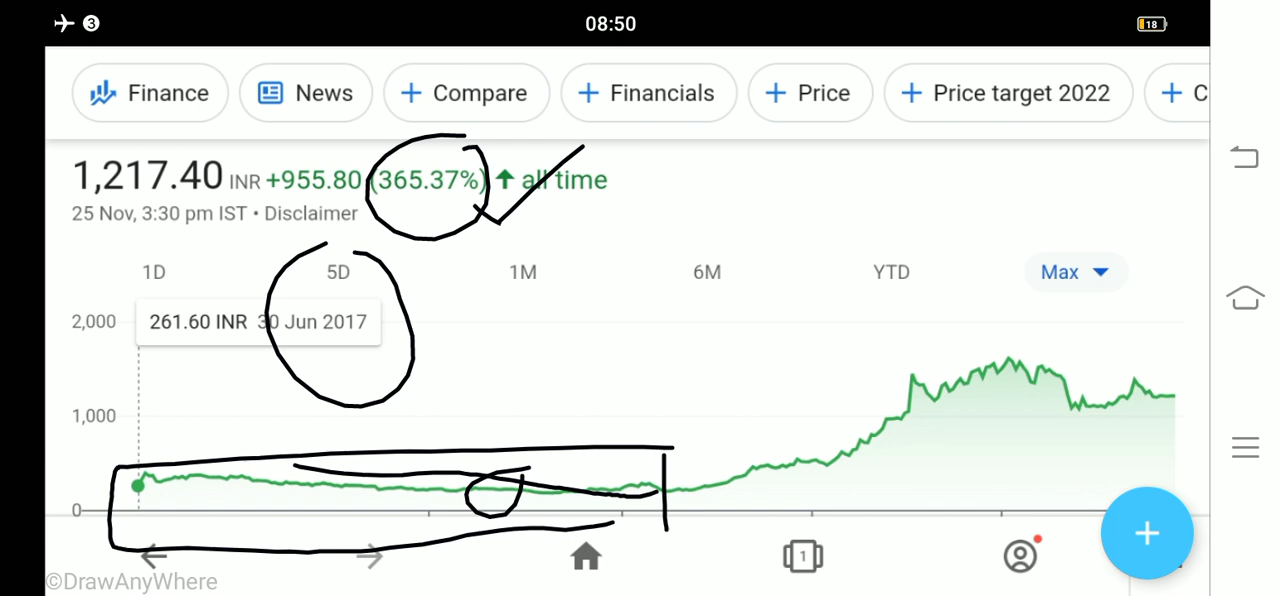 3 08:50 18
Finance News + Compare + Financials + Price + Price target 2022 + C
1,217.40 INR +955.80 (365.37%) ↑ all time
25 Nov, 3:30 pm IST • Disclaimer
1D 5D 1M 6M YTD Max
2,000
261.60 INR 30 Jun 2017
1,000
0
1
©DrawAnyWhere